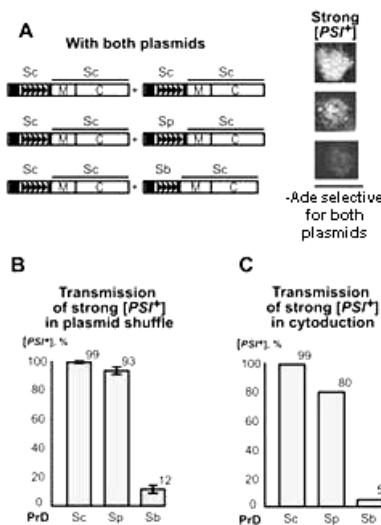 A
With both plasmids
Strong
[PSI⁺]
Sc Sc Sc Sc
M C + M C
Sc Sc Sp Sc
M C + M C
Sc Sc Sb Sc
M C + M C
-Ade selective
for both
plasmids
B
Transmission
of strong [PSI⁺]
in plasmid shuffle
[PSI⁺], %
100
80
60
40
20
0
99
93
12
PrD Sc Sp Sb
C
Transmission
of strong [PSI⁺]
in cytoduction
[PSI⁺], %
100
80
60
40
20
0
99
80
5
PrD Sc Sp Sb